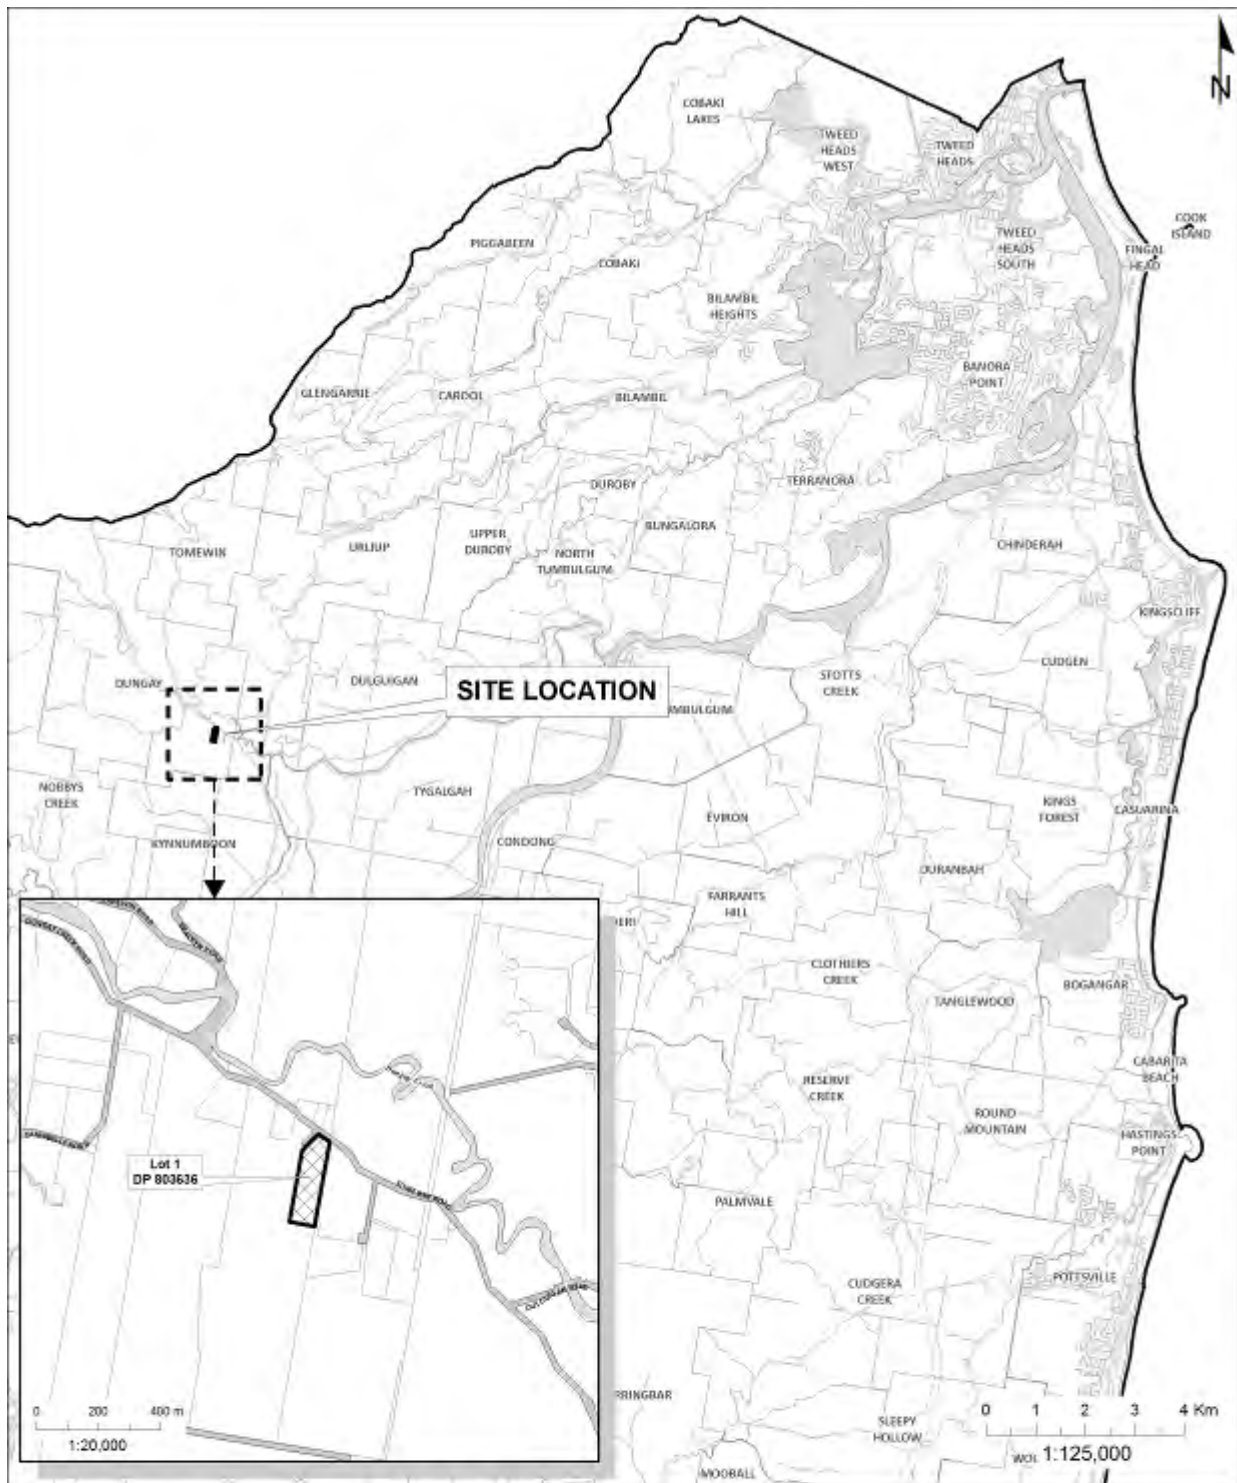 N
COBAKI
LAKES
TWEED
HEADS
WEST
TWEED
HEADS
COOK
ISLAND
PIGGABEEN
TWEED
HEADS
SOUTH
FINGAL
HEAD
COBAKI
BILAMBIL
HEIGHTS
BANORA
POINT
GLENGARRIE
CAROOL
BILAMBIL
DUROBY
TERRANORA
BUNGALORA
UPPER
DUROBY
TOMEWIN
URLIUP
NORTH
TUMBULGUM
CHINDERAH
KINGSCLIFF
CUDGEN
DUNGAY
DULGUIGAN
SITE LOCATION
STOTTS
CREEK
UMBULGUM
NOBBYS
CREEK
TYGALGAH
KINGS
FOREST
CASUARINA
EVIRON
KYNNUMBOON
CONDONG
DURANBAH
FARRANTS
HILL
CLOTHIERS
CREEK
TANGLEWOOD
BOGANGAR
CABARITA
BEACH
RESERVE
CREEK
ROUND
MOUNTAIN
HASTINGS
POINT
Lot 1
DP 803636
PALMVALE
POTTSVILLE
CUDGERA
CREEK
RRINGBAR
SLEEPY
HOLLOW
MOOBALL
0 200 400 m
1:20,000
0 1 2 3 4 Km
1:125,000